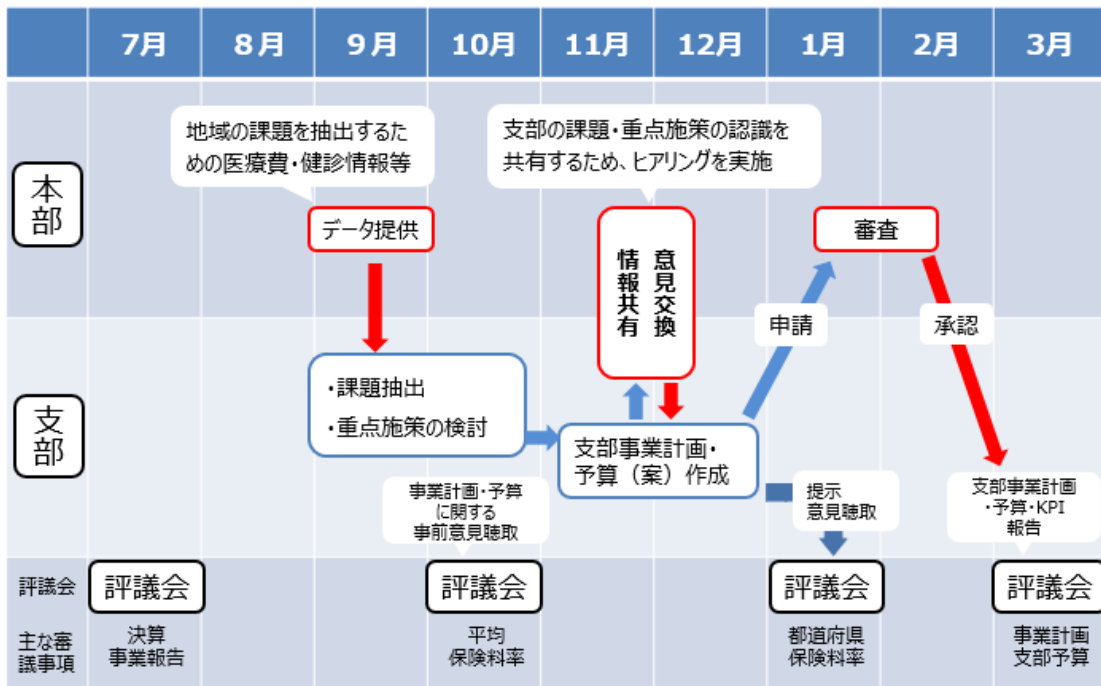 7月 8月 9月 10月 11月 12月 1月 2月 3月
地域の課題を抽出するた
めの医療費・健診情報等
支部の課題・重点施策の認識を
共有するため、ヒアリングを実施
本部
データ提供
意見交換
情報共有
審査
申請
承認
支部
・課題抽出
・重点施策の検討
支部事業計画・
予算（案）作成
事業計画・予算
に関する
事前意見聴取
提示
意見聴取
支部事業計画
・予算・KPI
報告
評議会
評議会
評議会
評議会
評議会
主な審
議事項
決算
事業報告
平均
保険料率
都道府県
保険料率
事業計画
支部予算